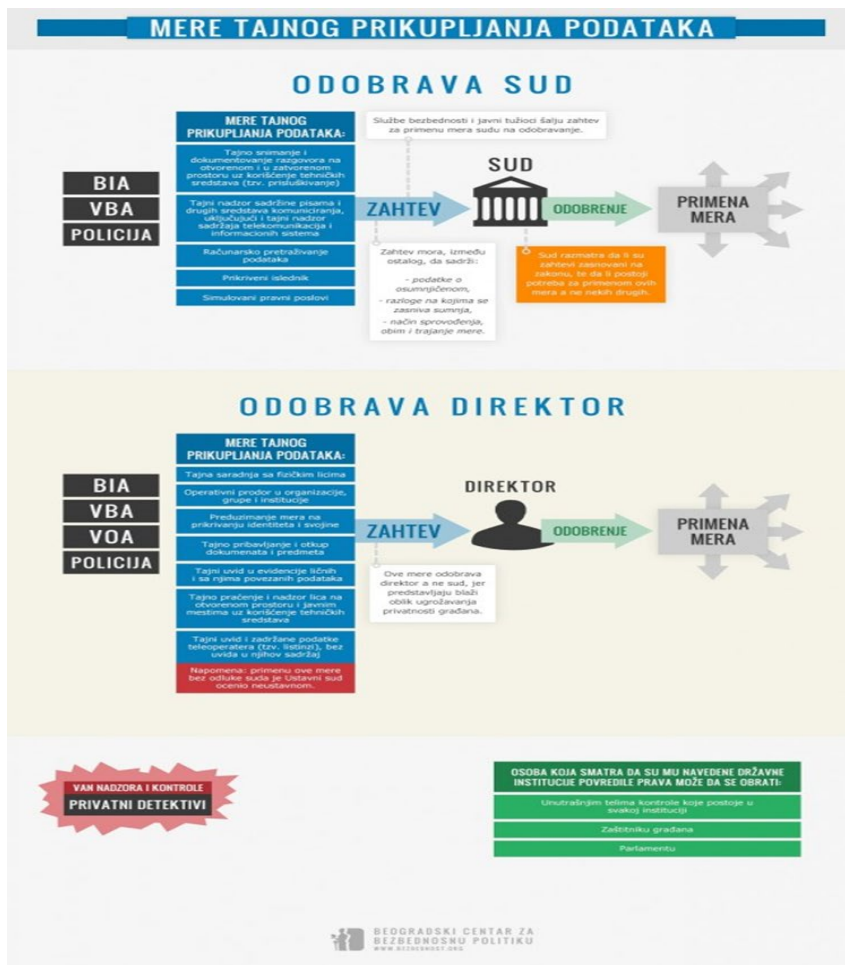 MERE TAJNOG PRIKUPLJANJA PODATAKA
ODOBRAVA SUD
BIA
VBA
POLICIJA
MERE TAJNOG
PRIKUPLJANJA PODATAKA:
Tajno snimanje i
dokumentovanje razgovora na
otvorenom i u zatvorenom
prostoru uz korišćenje tehničkih
sredstava (tzv. prisluškivanje)
Tajni nadzor sadržine pisama i
drugih sredstava komuniciranja,
uključujući i tajni nadzor
sadržaja telekomunikacija i
informacionih sistema
Računarsko pretraživanje
podataka
Prikriveni islednik
Simulovani pravni poslovi
Službe bezbednosti i javni tužioci šalju zahtev
za primenu mera sudu na odobravanje.
ZAHTEV
Zahtev mora, između
ostalog, da sadrži:
- podatke o
osumnjičenom,
- razloge na kojima se
zasniva sumnja,
- način sprovođenja,
obim i trajanje mere.
SUD
ODOBRENJE
Sud razmatra da li su
zahtevi zasnovani na
zakonu, te da li postoji
potreba za primenom ovih
mera a ne nekih drugih.
PRIMENA
MERA
ODOBRAVA DIREKTOR
BIA
VBA
VOA
POLICIJA
MERE TAJNOG
PRIKUPLJANJA PODATAKA:
Tajna saradnja sa fizičkim licima
Operativni prodor u organizacije,
grupe i institucije
Preduzimanje mera na
prikrivanju identiteta i svojine
Tajno pribavljanje i otkup
dokumenata i predmeta
Tajni uvid u evidencije ličnih
i sa njima povezanih podataka
Tajno praćenje i nadzor lica na
otvorenom prostoru i javnim
mestima uz korišćenje tehničkih
sredstava
Tajni uvid i zadržane podatke
teleoperatera (tzv. listinzi), bez
uvida u njihov sadržaj
Napomena: primenu ove mere
bez odluke suda je Ustavni sud
ocenio neustavnom.
ZAHTEV
Ove mere odobrava
direktor a ne sud, jer
predstavljaju blaži
oblik ugrožavanja
privatnosti građana.
DIREKTOR
ODOBRENJE
PRIMENA
MERA
VAN NADZORA I KONTROLE
PRIVATNI DETEKTIVI
OSOBA KOJA SMATRA DA SU MU NAVEDENE DRŽAVNE
INSTITUCIJE POVREDILE PRAVA MOŽE DA SE OBRATI:
Unutrašnjim telima kontrole koje postoje u
svakoj instituciji
Zaštitniku građana
Parlamentu
BEOGRADSKI CENTAR ZA
BEZBEDNOSNU POLITIKU
WWW.BEZBEDNOST.ORG